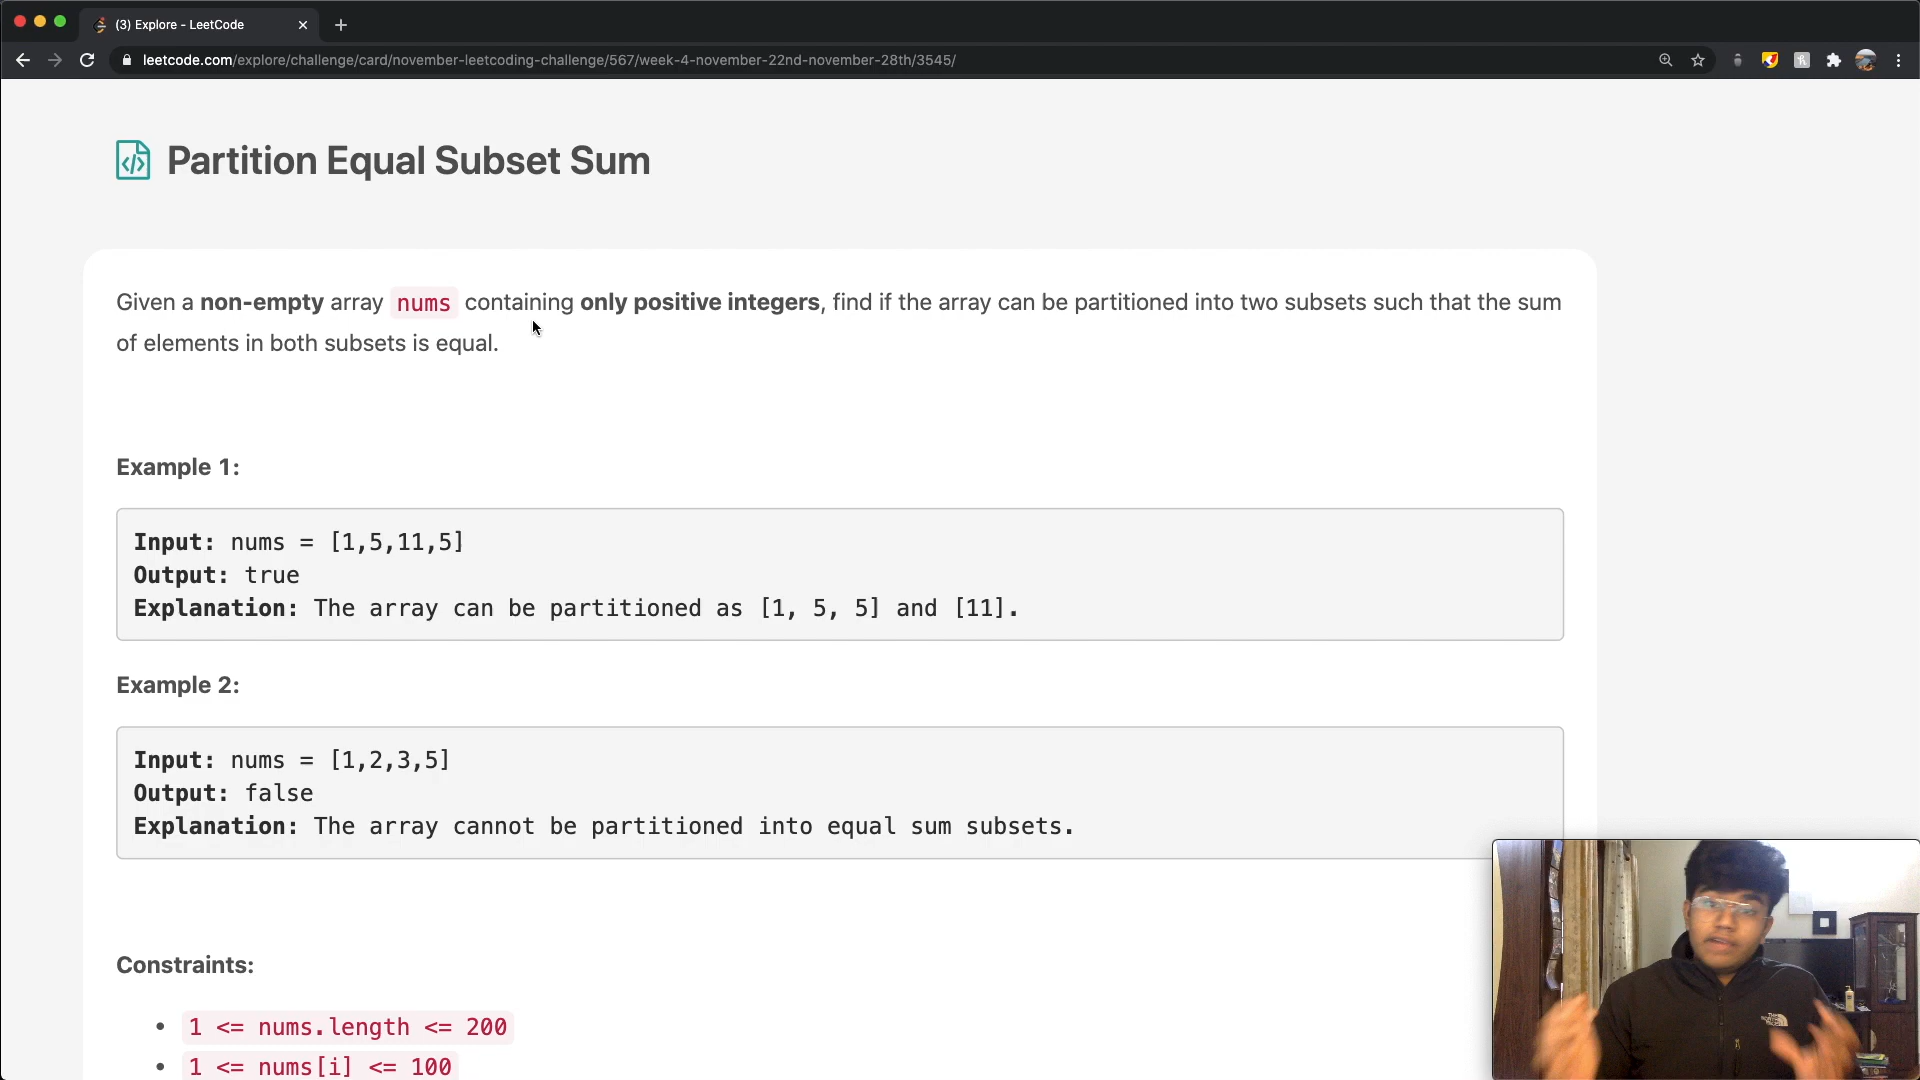 (3) Explore - LeetCode
leetcode.com/explore/challenge/card/november-leetcoding-challenge/567/week-4-november-22nd-november-28th/3545/
Partition Equal Subset Sum
Given a non-empty array nums containing only positive integers, find if the array can be partitioned into two subsets such that the sum
of elements in both subsets is equal.
Example 1:
Input: nums = [1,5,11,5]
Output: true
Explanation: The array can be partitioned as [1, 5, 5] and [11].
Example 2:
Input: nums = [1,2,3,5]
Output: false
Explanation: The array cannot be partitioned into equal sum subsets.
Constraints:
1 <= nums.length <= 200
1 <= nums[i] <= 100